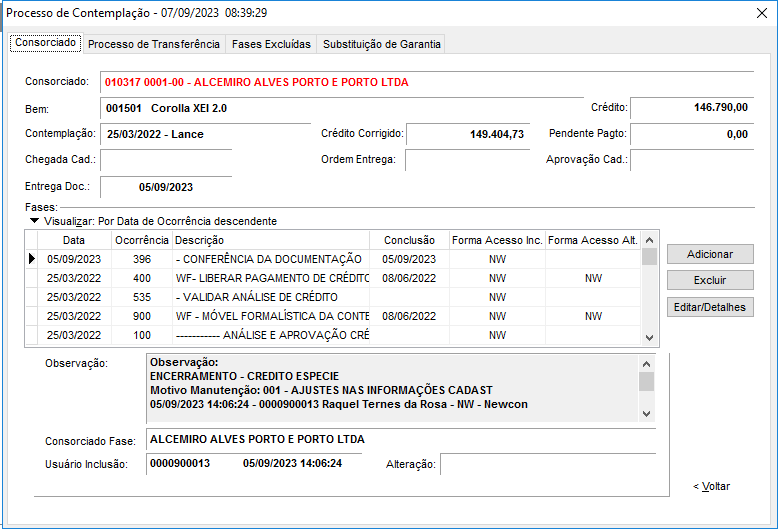 Processo de Contemplação - 07/09/2023 08:39:29
Consorciado Processo de Transferência Fases Excluídas Substituição de Garantia
Consorciado: 010317 0001-00 - ALCEMIRO ALVES PORTO E PORTO LTDA
Bem: 001501 Corolla XEI 2.0 Crédito: 146.790,00
Contemplação: 25/03/2022 - Lance Crédito Corrigido: 149.404,73 Pendente Pagto: 0,00
Chegada Cad.: Ordem Entrega: Aprovação Cad.:
Entrega Doc.: 05/09/2023
Fases:
Visualizar: Por Data de Ocorrência descendente
Data Ocorrência Descrição Conclusão Forma Acesso Inc. Forma Acesso Alt.
05/09/2023 396 - CONFERÊNCIA DA DOCUMENTAÇÃO 05/09/2023 NW
25/03/2022 400 WF- LIBERAR PAGAMENTO DE CRÉDITO 08/06/2022 NW NW
25/03/2022 535 - VALIDAR ANÁLISE DE CRÉDITO NW
25/03/2022 900 WF - MÓVEL FORMALÍSTICA DA CONTE 08/06/2022 NW NW
25/03/2022 100 ----------- ANÁLISE E APROVAÇÃO CRÉ NW
Adicionar
Excluir
Editar/Detalhes
Observação: Observação:
ENCERRAMENTO - CREDITO ESPECIE
Motivo Manutenção: 001 - AJUSTES NAS INFORMAÇÕES CADAST
05/09/2023 14:06:24 - 0000900013 Raquel Ternes da Rosa - NW - Newcon
Consorciado Fase: ALCEMIRO ALVES PORTO E PORTO LTDA
Usuário Inclusão: 0000900013 05/09/2023 14:06:24 Alteração:
< Voltar